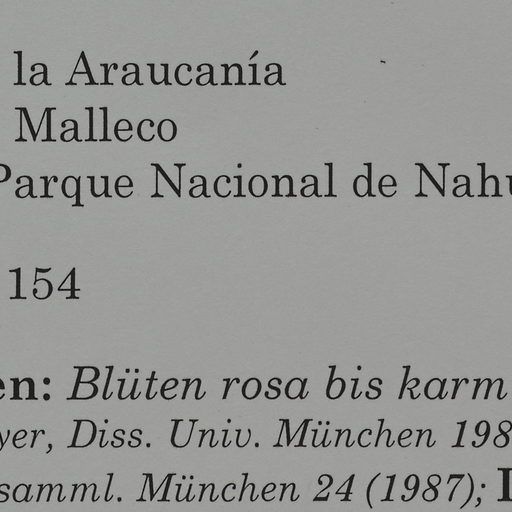 la Araucanía
Malleco
Parque Nacional de Nahu
154
en: Blüten rosa bis karm
yer, Diss. Univ. München 198
samml. München 24 (1987);